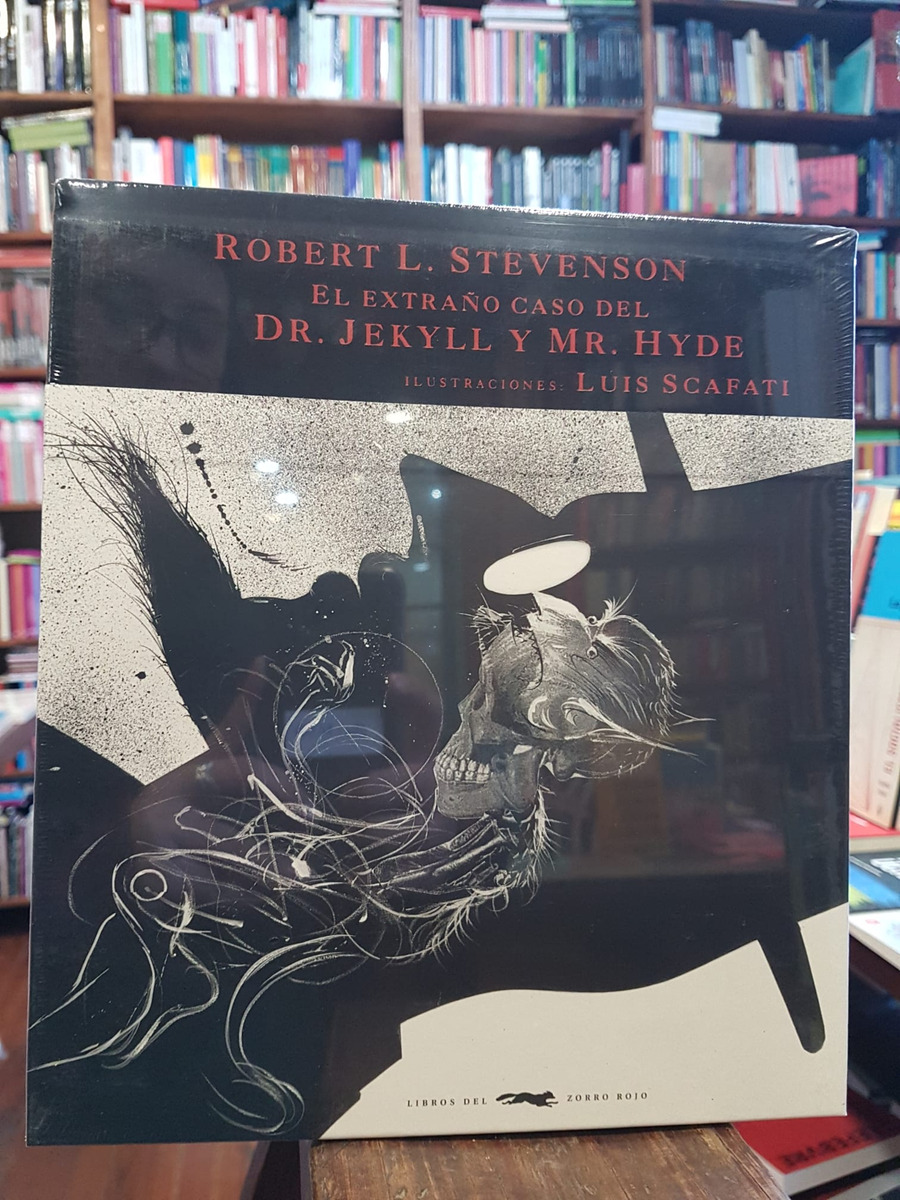 ROBERT L. STEVENSON
EL EXTRAÑO CASO DEL
DR. JEKYLL Y MR. HYDE
ILUSTRACIONES: LUIS SCAFATI
LIBROS DEL ZORRO ROJO